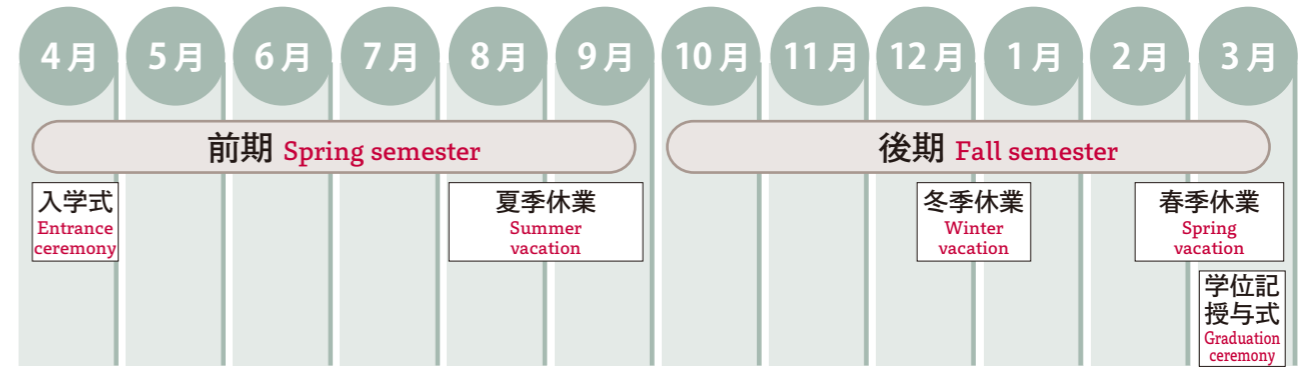 4月 5月 6月 7月 8月 9月 10月 11月 12月 1月 2月 3月
前期 Spring semester
後期 Fall semester
入学式
Entrance
ceremony
夏季休業
Summer
vacation
冬季休業
Winter
vacation
春季休業
Spring
vacation
学位記
授与式
Graduation
ceremony